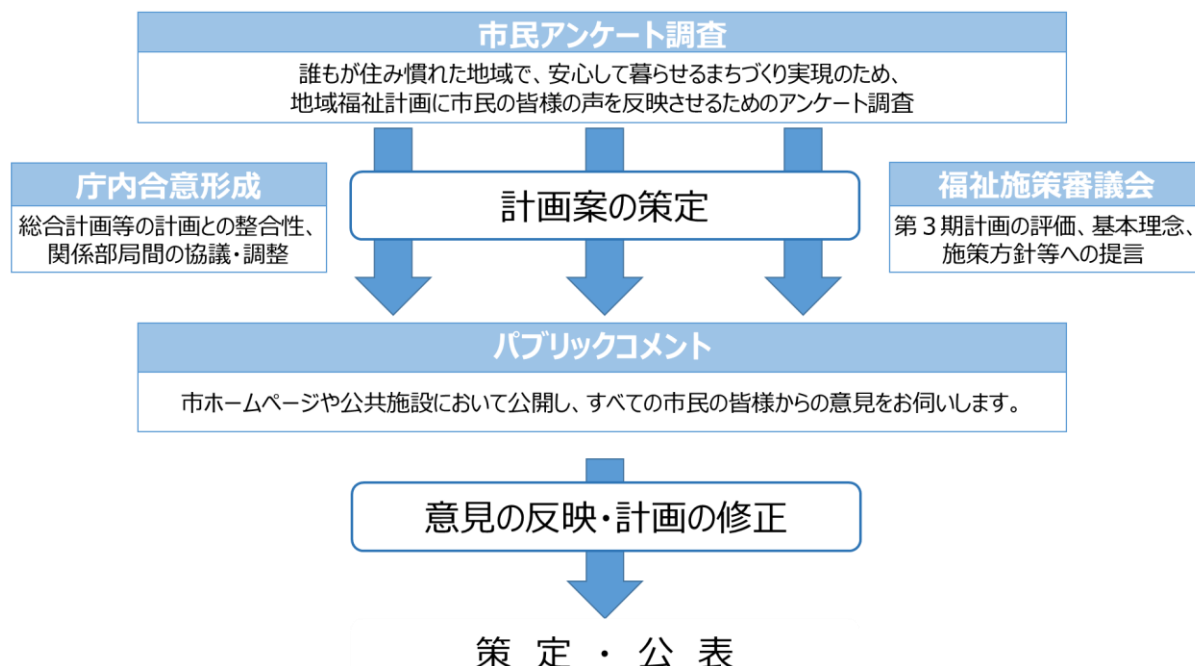 市民アンケート調査
誰もが住み慣れた地域で、安心して暮らせるまちづくり実現のため、
地域福祉計画に市民の皆様の声を反映させるためのアンケート調査
庁内合意形成
総合計画等の計画との整合性、
関係部局間の協議・調整
計画案の策定
福祉施策審議会
第3期計画の評価、基本理念、
施策方針等への提言
パブリックコメント
市ホームページや公共施設において公開し、すべての市民の皆様からの意見をお伺いします。
意見の反映・計画の修正
策 定 ・ 公 表